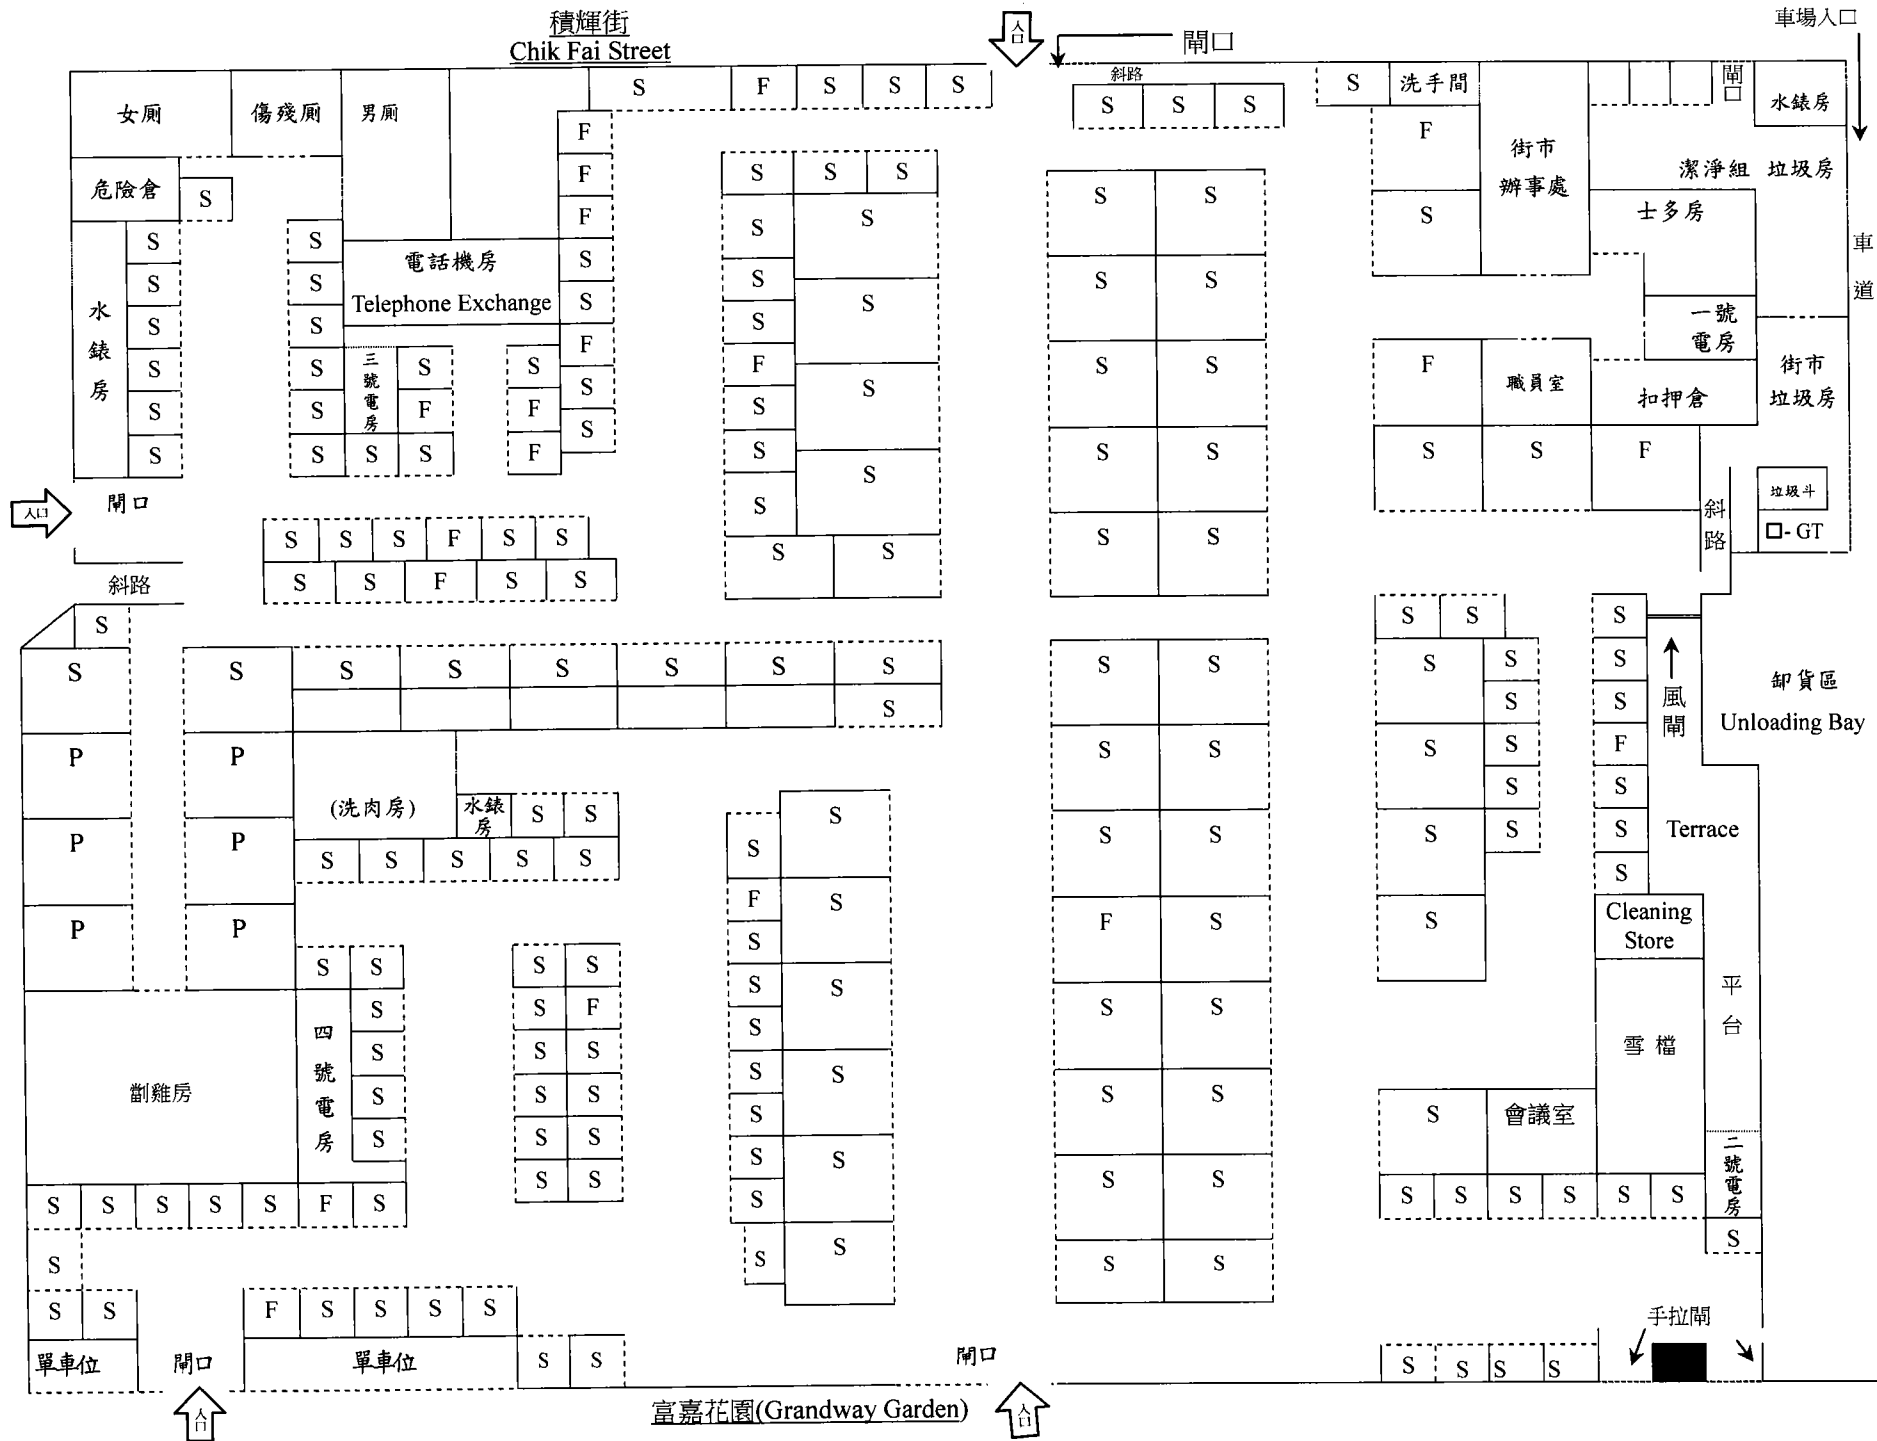 積輝街
Chik Fai Street
入口
閘口
車場入口
女廁
傷殘廁
男廁
S F S S S
斜路
S S S
S
洗手間
閘口
水錶房
F
F
F
F
危險倉
S
S S S
S
S S S S S S
水錶房
S S S S S S
電話機房
Telephone Exchange
S S F S S
三號電房
S F
S S
S F F
S S S F S S S
S S S S
S S
S S
S S
S S
S S
S S
街市
辦事處
潔淨組 垃圾房
S
士多房
車道
一號
電房
F
職員室
扣押倉
街市
垃圾房
S S F
斜路
垃圾斗
- GT
入口
閘口
S S S F S S
S S F S S
斜路
S
S S S S S S S S
S
P P
P P
P P
(洗肉房)
水錶
房
S S
S S S S S
S S
S S
S S
S S
F S
S S
S S
S S
S S
S S
S S S S
S S S S S
S S S F S S S
風閘
卸貨區
Unloading Bay
Terrace
Cleaning
Store
平台
雪檔
S F S S S S S S S
S
S S S S S S
S S
S S S S
四號電房
劏雞房
S S
S F
S S
S S
S S
S S
S
會議室
S S S S S S
二號電房
S
S S S S S F S
S
S S
F S S S S
單車位
閘口
單車位
S S
閘口
S S S S
手拉閘
入口
富嘉花園(Grandway Garden)
入口